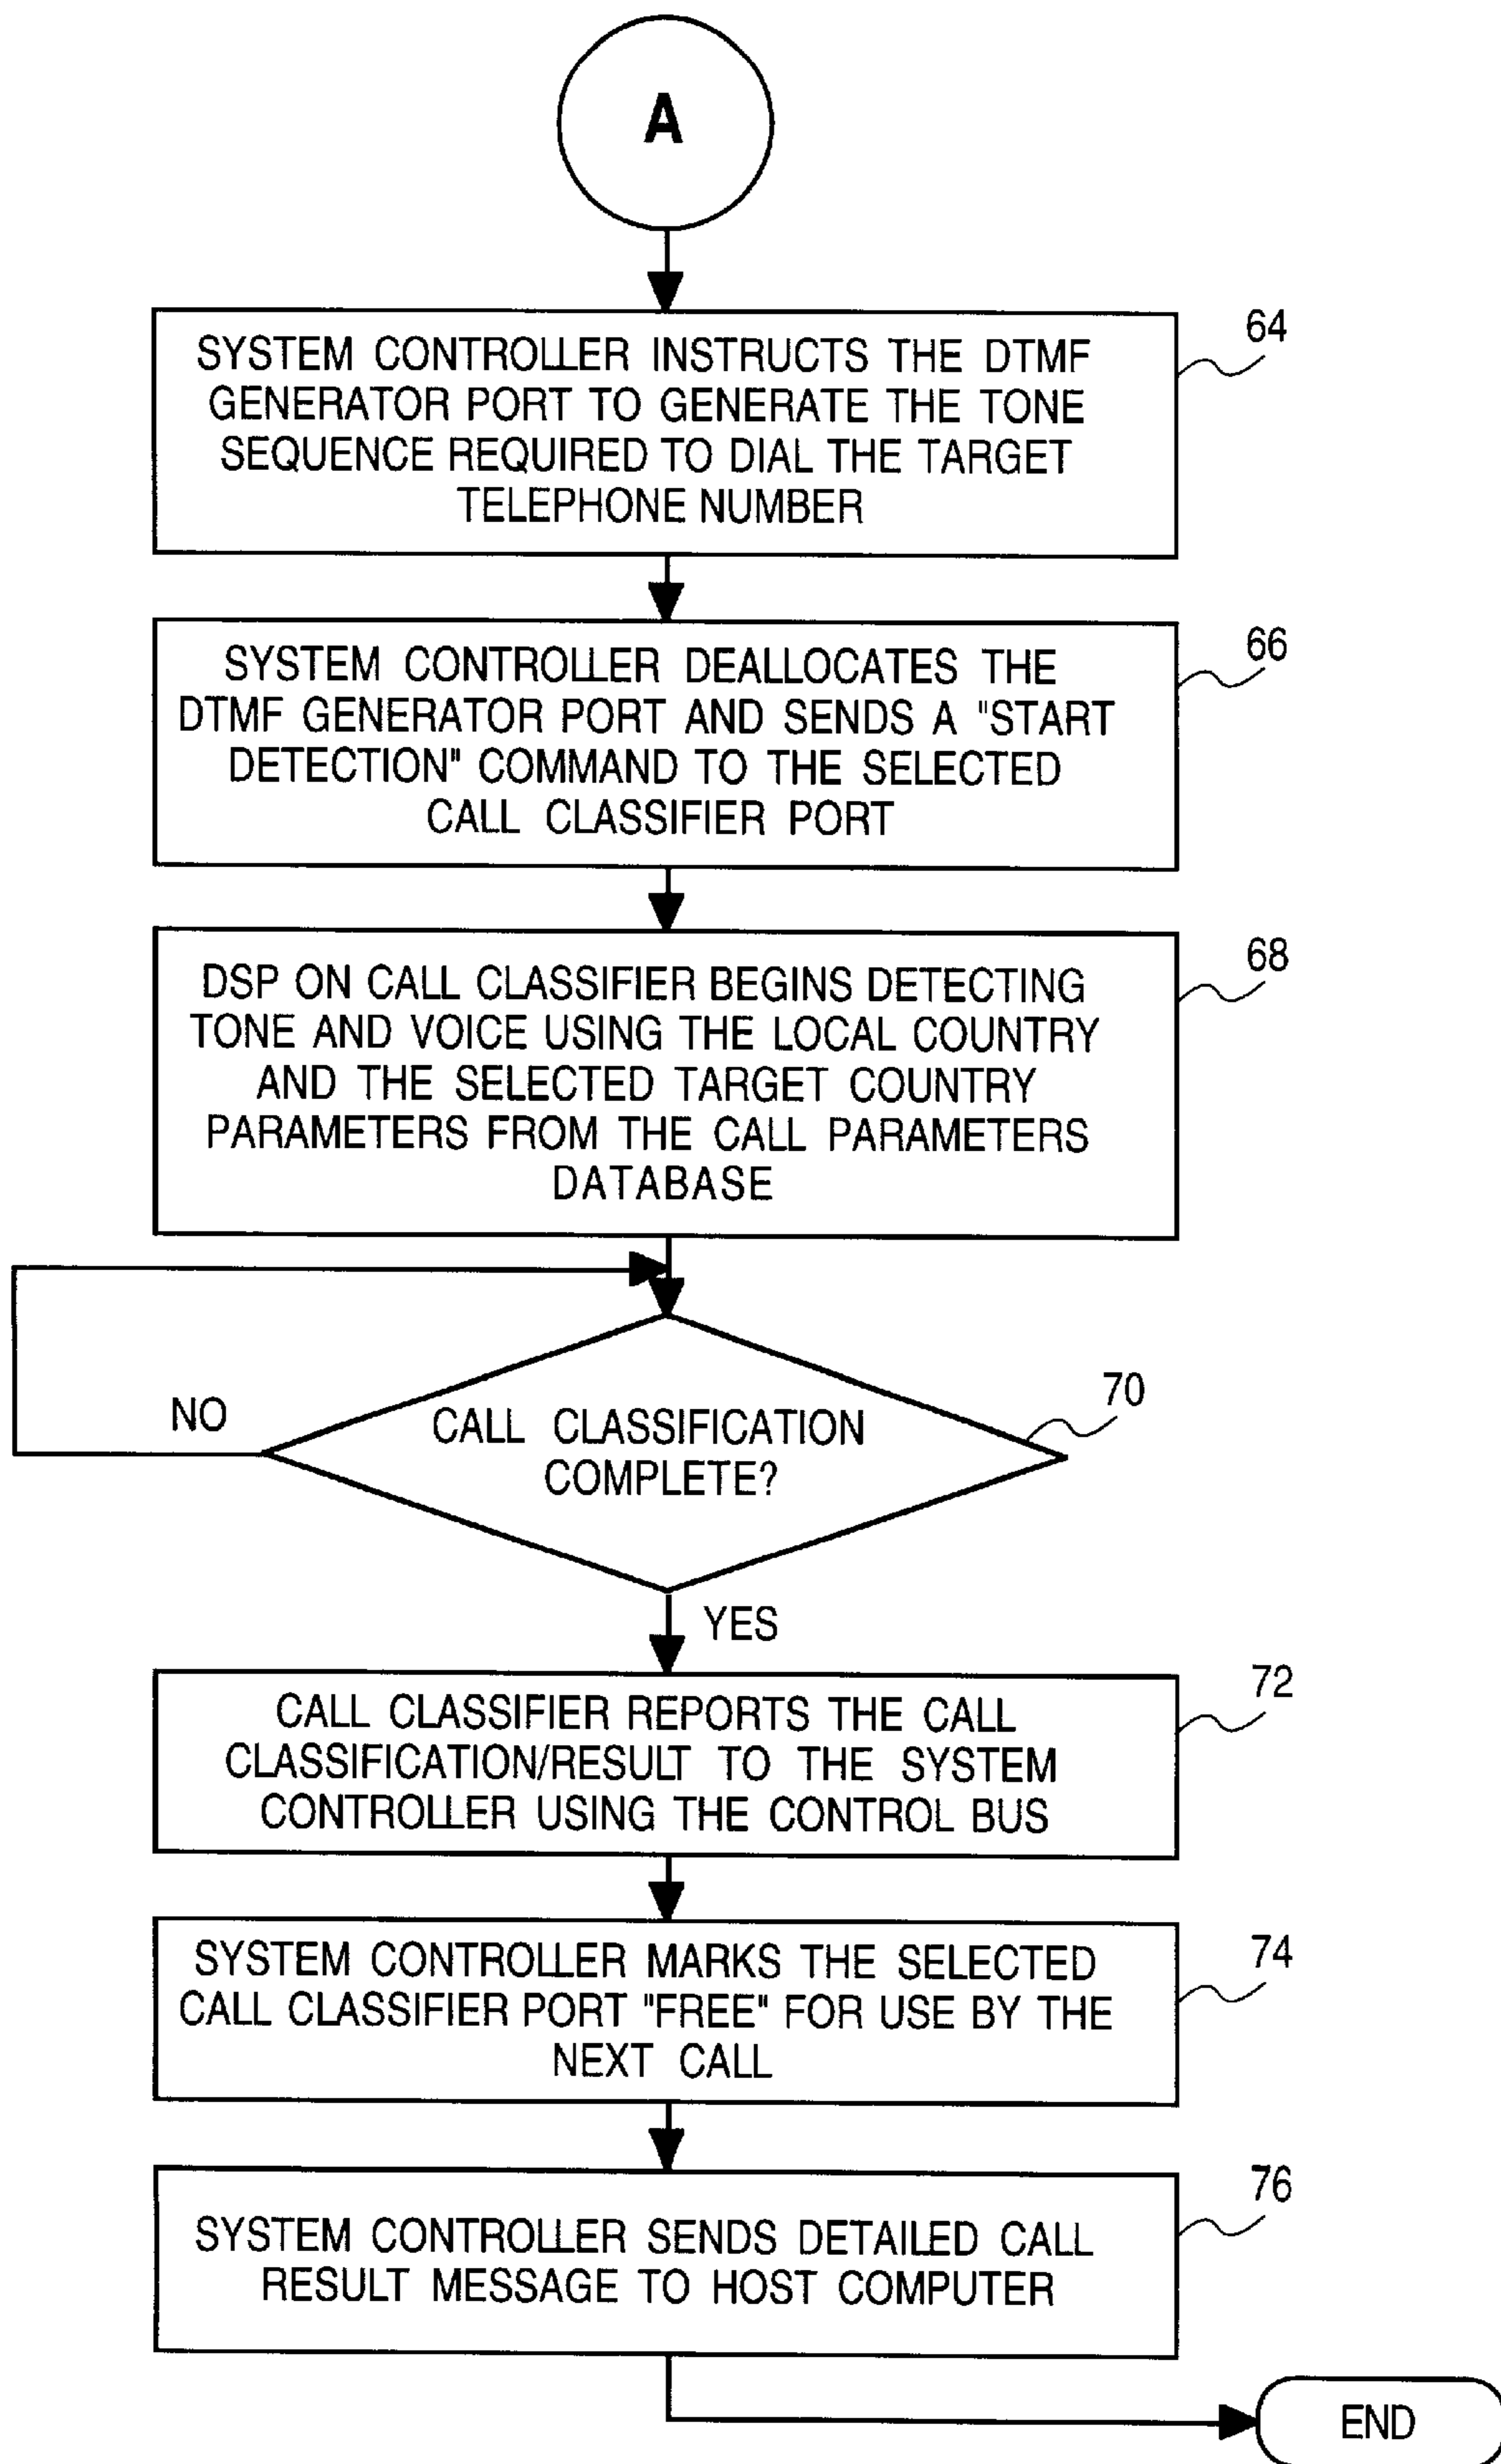 A
SYSTEM CONTROLLER INSTRUCTS THE DTMF
GENERATOR PORT TO GENERATE THE TONE
SEQUENCE REQUIRED TO DIAL THE TARGET
TELEPHONE NUMBER
64
SYSTEM CONTROLLER DEALLOCATES THE
DTMF GENERATOR PORT AND SENDS A "START
DETECTION" COMMAND TO THE SELECTED
CALL CLASSIFIER PORT
66
DSP ON CALL CLASSIFIER BEGINS DETECTING
TONE AND VOICE USING THE LOCAL COUNTRY
AND THE SELECTED TARGET COUNTRY
PARAMETERS FROM THE CALL PARAMETERS
DATABASE
68
NO
CALL CLASSIFICATION
COMPLETE?
70
YES
CALL CLASSIFIER REPORTS THE CALL
CLASSIFICATION/RESULT TO THE SYSTEM
CONTROLLER USING THE CONTROL BUS
72
SYSTEM CONTROLLER MARKS THE SELECTED
CALL CLASSIFIER PORT "FREE" FOR USE BY THE
NEXT CALL
74
SYSTEM CONTROLLER SENDS DETAILED CALL
RESULT MESSAGE TO HOST COMPUTER
76
END